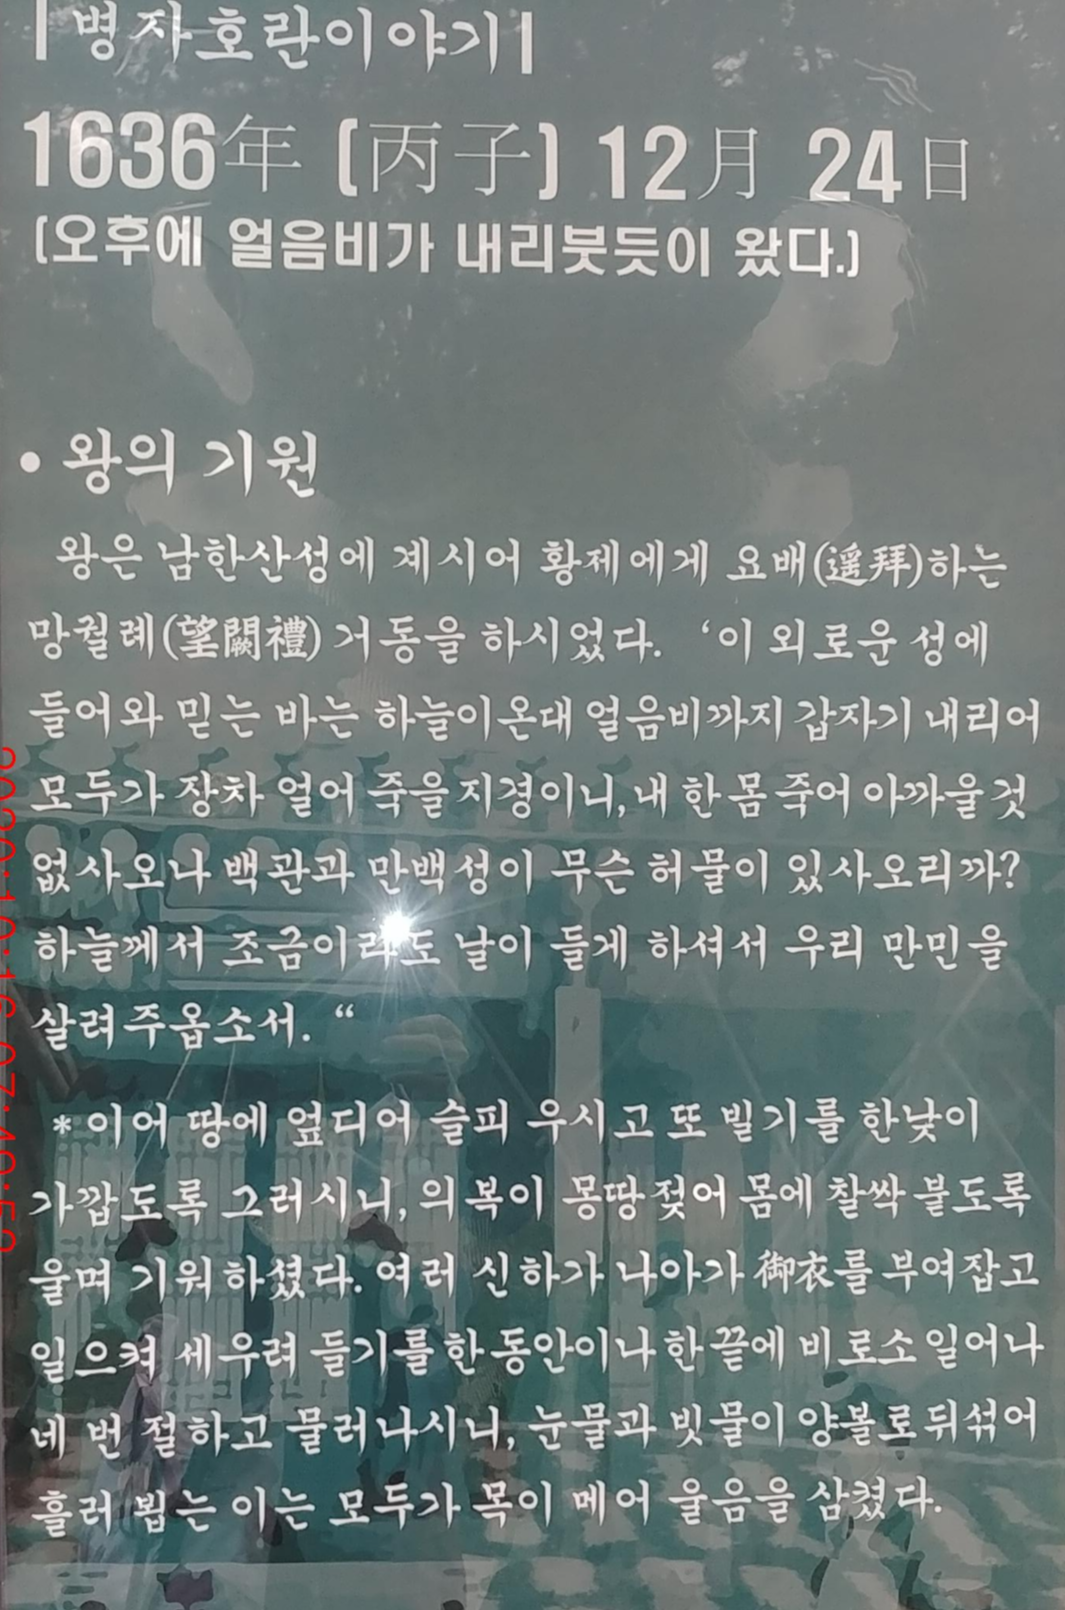 |병자호란이야기|
1636年 (丙子) 12月 24日
(오후에 얼음비가 내리붓듯이 왔다.)
• 왕의 기원
왕은 남한산성에 계시어 황제에게 요배(遥拜)하는
망궐례(望闕禮) 거동을 하시었다. ‘이 외로운 성에
들어와 믿는 바는 하늘이온대 얼음비까지 갑자기 내리어
모두가 장차 얼어 죽을 지경이니, 내 한 몸 죽어 아까울 것
없사오나 백관과 만백성이 무슨 허물이 있사오리까?
하늘께서 조금이라도 날이 들게 하셔서 우리 만민을
살려주옵소서. “
* 이어 땅에 엎디어 슬피 우시고 또 빌기를 한낮이
가깝도록 그러시니, 의복이 몽땅 젖어 몸에 찰싹 붙도록
울며 기워하셨다. 여러 신하가 나아가 御衣를 부여잡고
일으켜 세우려 들기를 한 동안이나 한 끝에 비로소 일어나
네 번 절하고 물러나시니, 눈물과 빗물이 양볼로 뒤섞어
흘러 뵙는 이는 모두가 목이 메어 울음을 삼켰다.
2020:10:16 07:40:50